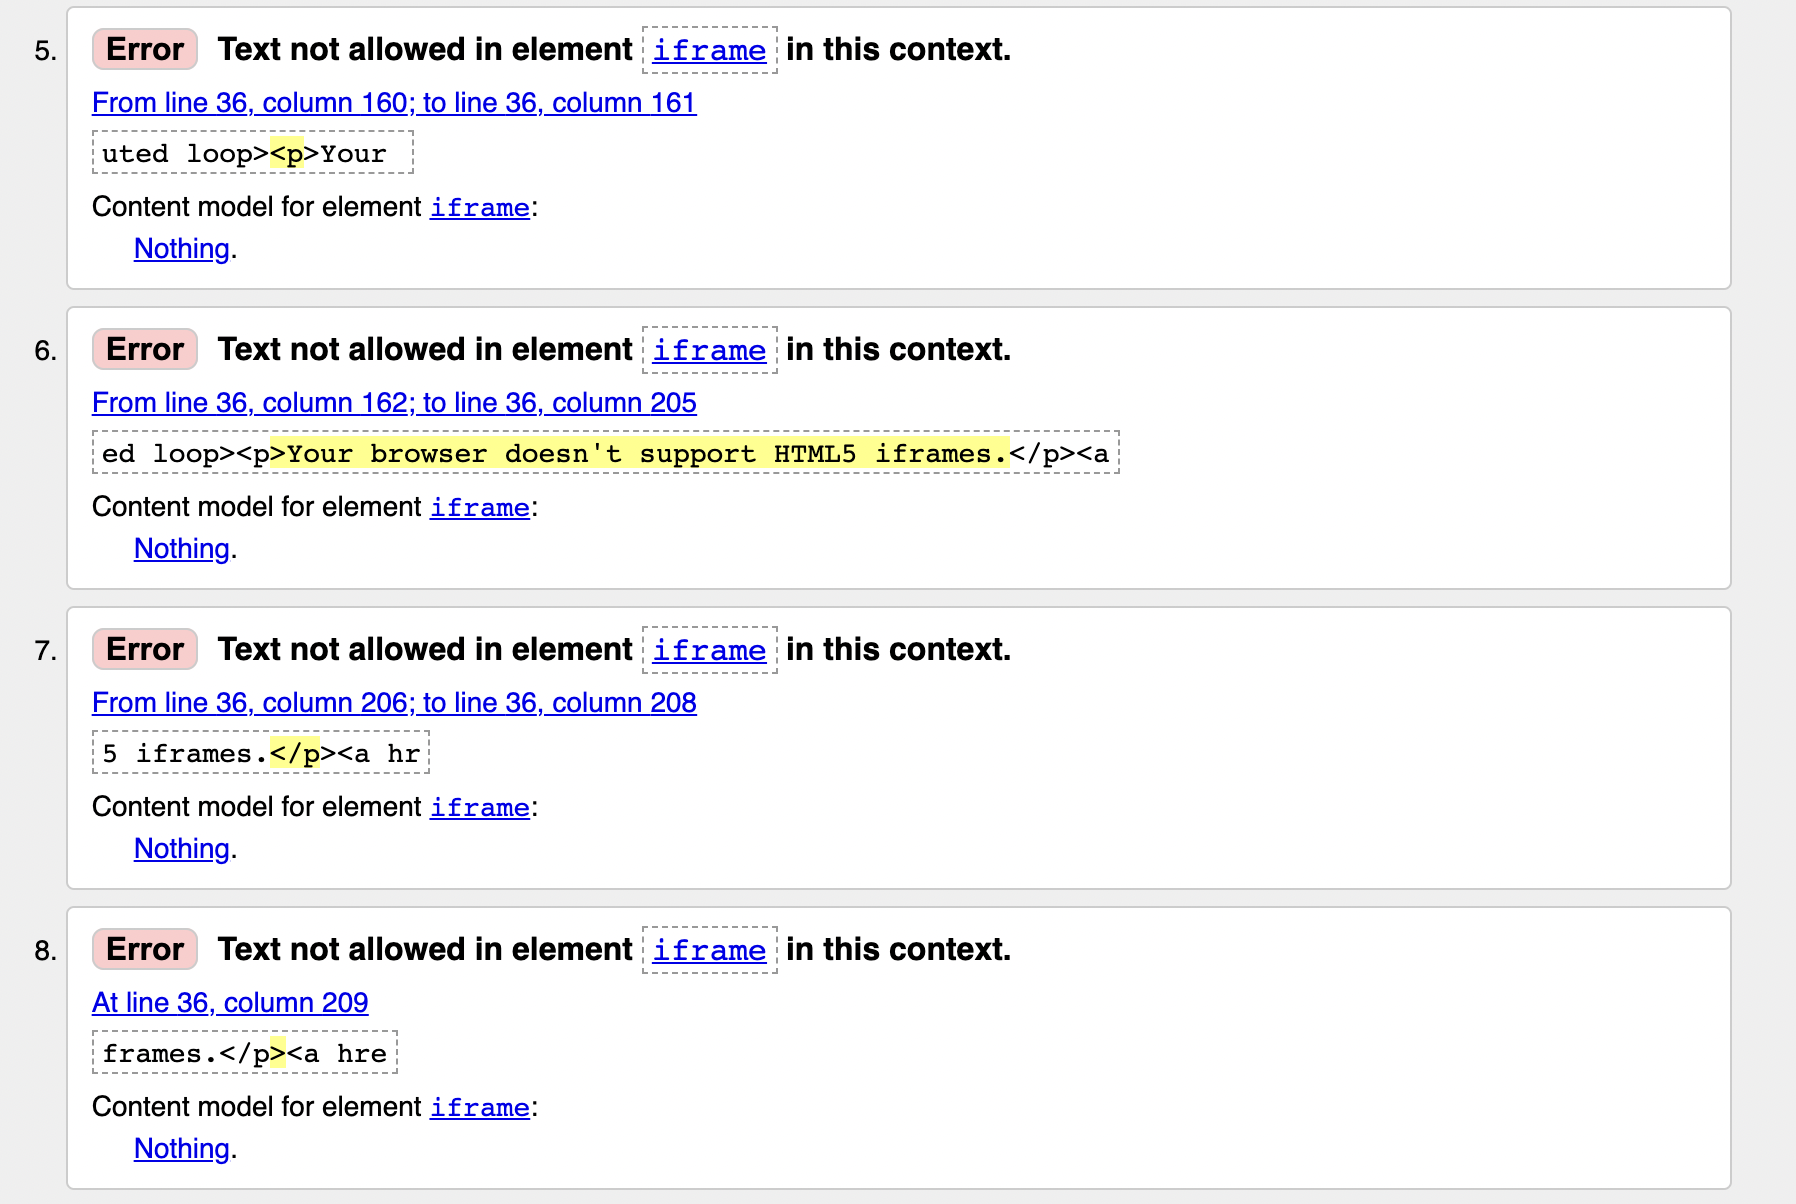 5. Error Text not allowed in element iframe in this context.
From line 36, column 160; to line 36, column 161
uted loop><p>Your
Content model for element iframe:
Nothing.
6. Error Text not allowed in element iframe in this context.
From line 36, column 162; to line 36, column 205
ed loop><p>Your browser doesn't support HTML5 iframes.</p><a
Content model for element iframe:
Nothing.
7. Error Text not allowed in element iframe in this context.
From line 36, column 206; to line 36, column 208
5 iframes.</p><a hr
Content model for element iframe:
Nothing.
8. Error Text not allowed in element iframe in this context.
At line 36, column 209
frames.</p><a hre
Content model for element iframe:
Nothing.